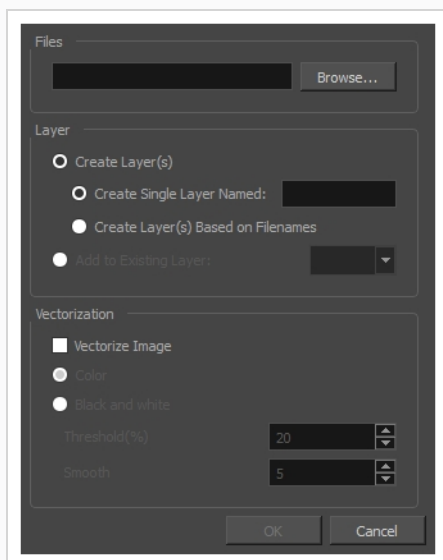 Files
Browse...
Layer
Create Layer(s)
Create Single Layer Named:
Create Layer(s) Based on Filenames
Add to Existing Layer:
Vectorization
Vectorize Image
Color
Black and white
Threshold(%) 20
Smooth 5
OK Cancel